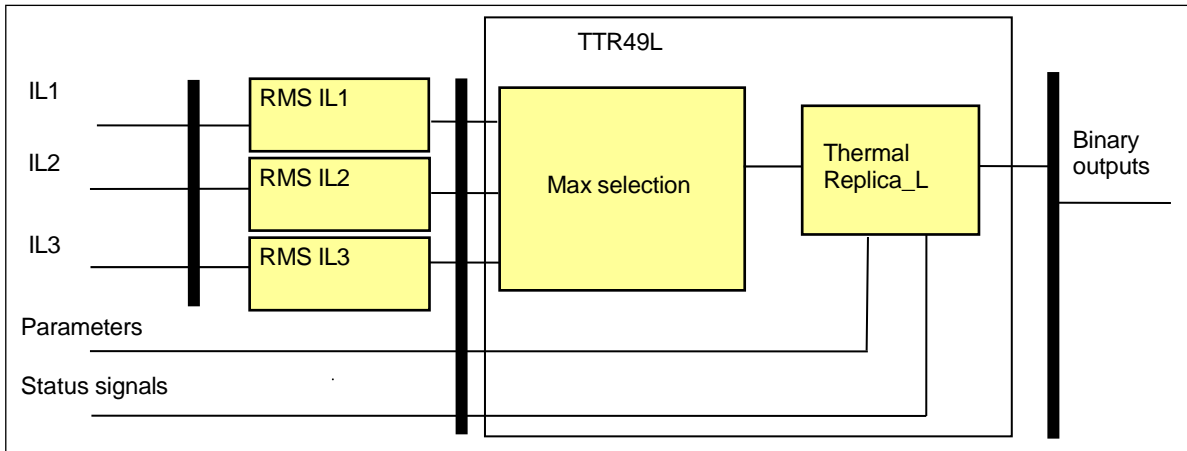 TTR49L
IL1
RMS IL1
IL2
RMS IL2
IL3
RMS IL3
Max selection
Thermal
Replica_L
Binary
outputs
Parameters
Status signals